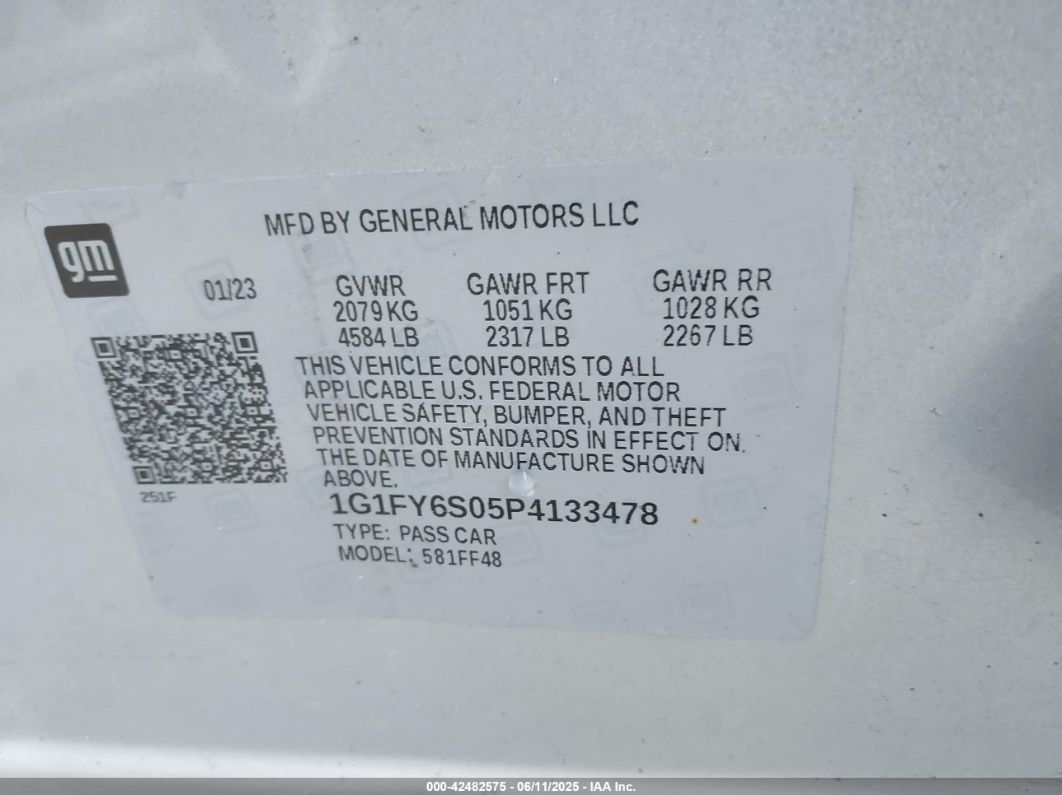 MFD BY GENERAL MOTORS LLC
gm
01/23 GVWR GAWR FRT GAWR RR
2079 KG 1051 KG 1028 KG
4584 LB 2317 LB 2267 LB
THIS VEHICLE CONFORMS TO ALL
APPLICABLE U.S. FEDERAL MOTOR
VEHICLE SAFETY, BUMPER, AND THEFT
PREVENTION STANDARDS IN EFFECT ON
THE DATE OF MANUFACTURE SHOWN
ABOVE.
251F
1G1FY6S05P4133478
TYPE: PASS CAR
MODEL: 581FF48
000-42482575 - 06/11/2025 - IAA Inc.